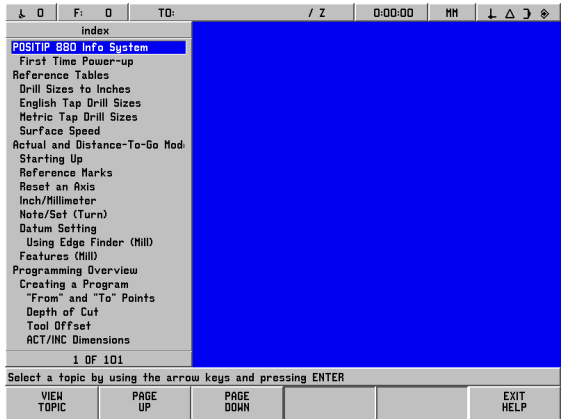 0 F: 0 TO: / Z 0:00:00 MM
index
POSITIP 880 Info System
First Time Power-up
Reference Tables
Drill Sizes to Inches
English Tap Drill Sizes
Metric Tap Drill Sizes
Surface Speed
Actual and Distance-To-Go Mod
Starting Up
Reference Marks
Reset an Axis
Inch/Millimeter
Note/Set (Turn)
Datum Setting
Using Edge Finder (Mill)
Features (Mill)
Programming Overview
Creating a Program
"From" and "To" Points
Depth of Cut
Tool Offset
ACT/INC Dimensions
1 OF 101
Select a topic by using the arrow keys and pressing ENTER
VIEW TOPIC
PAGE UP
PAGE DOWN
EXIT HELP